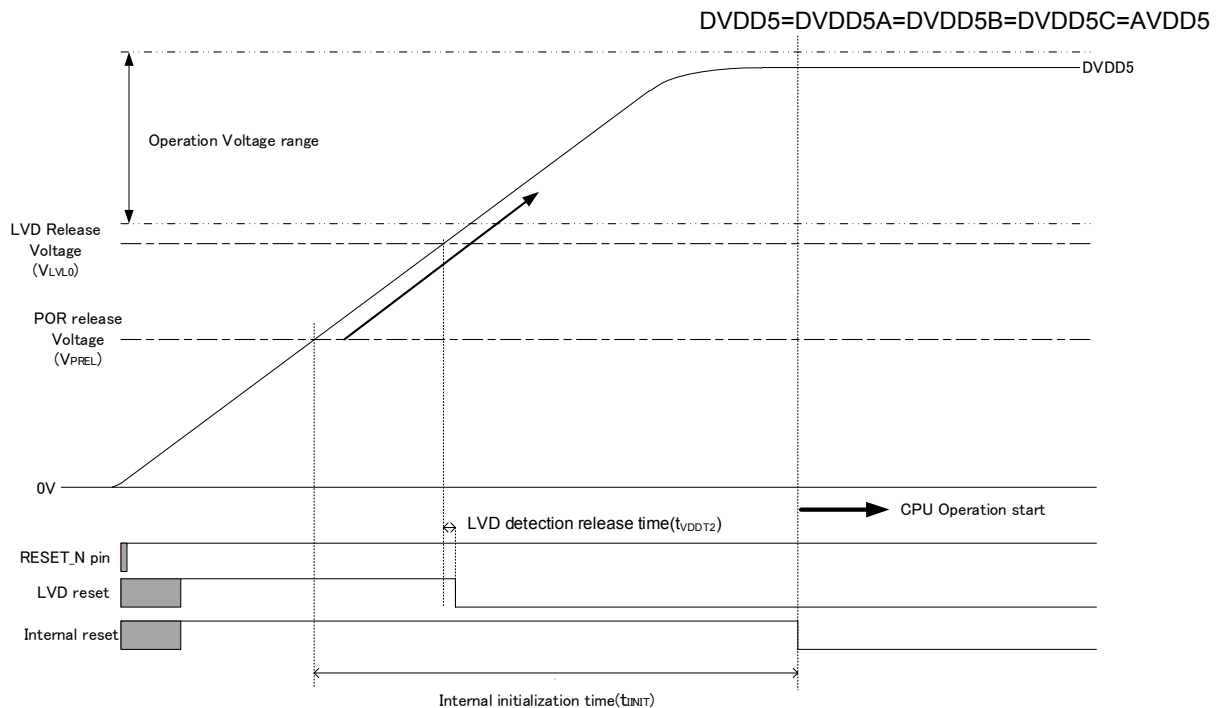 DVDD5=DVDD5A=DVDD5B=DVDD5C=AVDD5
DVDD5
Operation Voltage range
LVD Release
Voltage
(VLVL0)
POR release
Voltage
(VPREL)
0V
CPU Operation start
LVD detection release time(tVDDT2)
RESET_N pin
LVD reset
Internal reset
Internal initialization time(tIINIT)